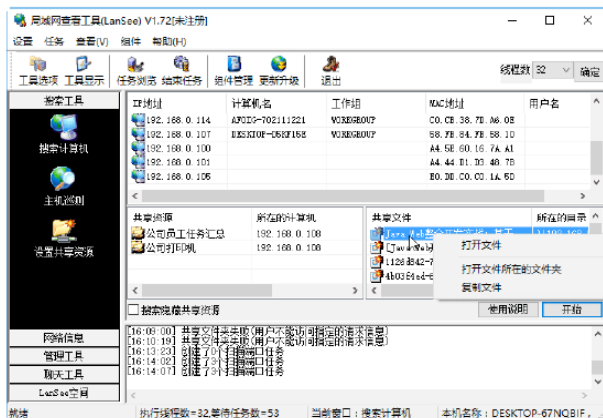 局域网查看工具(LanSee) V1.72[未注册]
设置 任务 查看(V) 组件 帮助(H)
工具选项 工具显示 任务浏览 结束任务 组件管理 更新升级 退出 线程数 32 确定
搜索工具
搜索计算机
主机巡测
设置共享资源
网络信息
管理工具
聊天工具
LanSee空间
IP地址 计算机名 工作组 MAC地址 用户名
192.168.0.114 WORKGROUP C0.CB.38.7D.A6.0E
192.168.0.107 WORKGROUP 58.FB.84.FB.58.10
192.168.0.100 A4.5E.60.16.7A.A1
192.168.0.101 A4.44.D1.D3.48.7B
192.168.0.105
共享资源 所在的计算机
公司员工任务汇总 192.168.0.108
公司打印机 192.168.0.108
共享文件 所在的目录
打开文件
打开文件所在的文件夹
复制文件
搜索隐藏共享资源 使用说明 开始
[16:09:00] 共享文件夹失败(用户不能访问指定的请求信息)
[16:10:19] 共享文件夹失败(用户不能访问指定的请求信息)
[16:13:23] 创建了0个扫描端口任务
[16:14:02] 创建了3个扫描端口任务
[16:14:07] 创建了3个扫描端口任务
就绪 执行线程数=32,等待任务数=53 当前窗口：搜索计算机 本机名称：DESKTOP-67NQBIF，